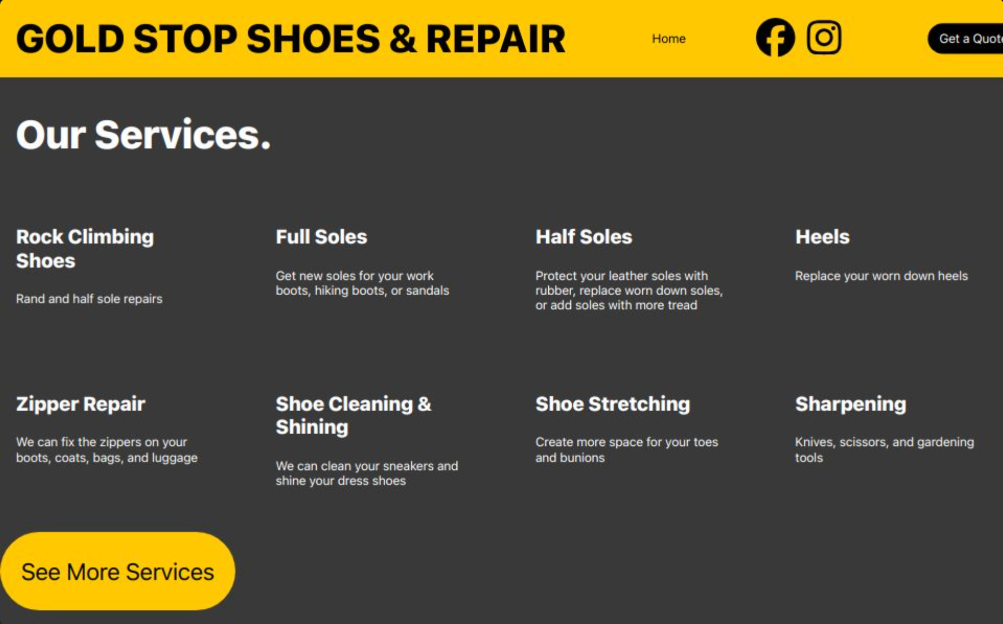 GOLD STOP SHOES & REPAIR
Home
Get a Quote
Our Services.
Rock Climbing
Shoes
Rand and half sole repairs
Full Soles
Get new soles for your work
boots, hiking boots, or sandals
Half Soles
Protect your leather soles with
rubber, replace worn down soles,
or add soles with more tread
Heels
Replace your worn down heels
Zipper Repair
We can fix the zippers on your
boots, coats, bags, and luggage
Shoe Cleaning &
Shining
We can clean your sneakers and
shine your dress shoes
Shoe Stretching
Create more space for your toes
and bunions
Sharpening
Knives, scissors, and gardening
tools
See More Services